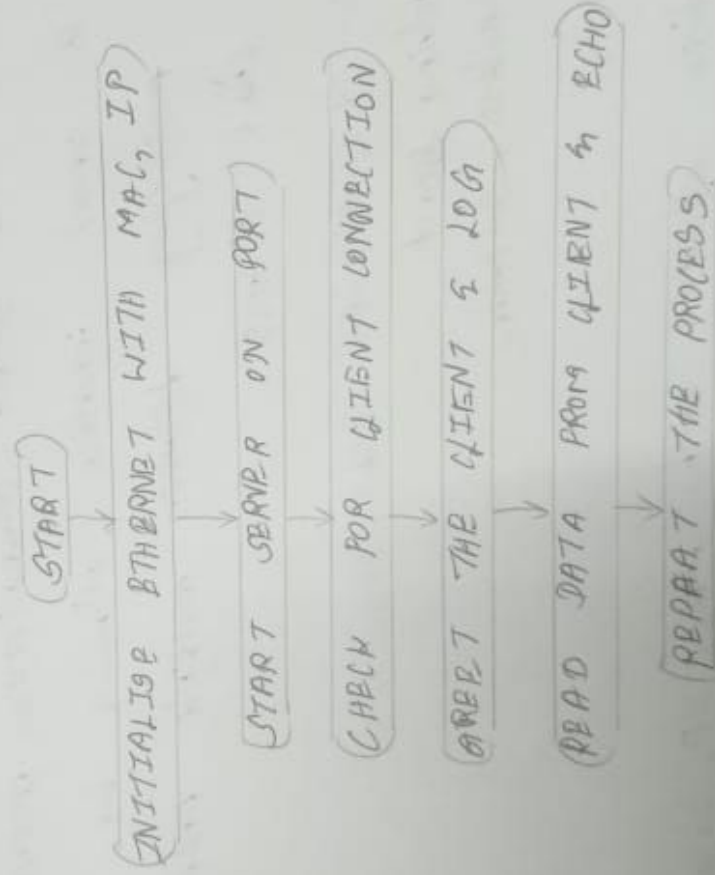 START
INITIALISE ETHERNET WITH MAC, IP
START SERVER ON PORT
CHECK FOR CLIENT CONNECTION
GREET THE CLIENT & LOG
READ DATA FROM CLIENT & ECHO
REPEAT THE PROCESS